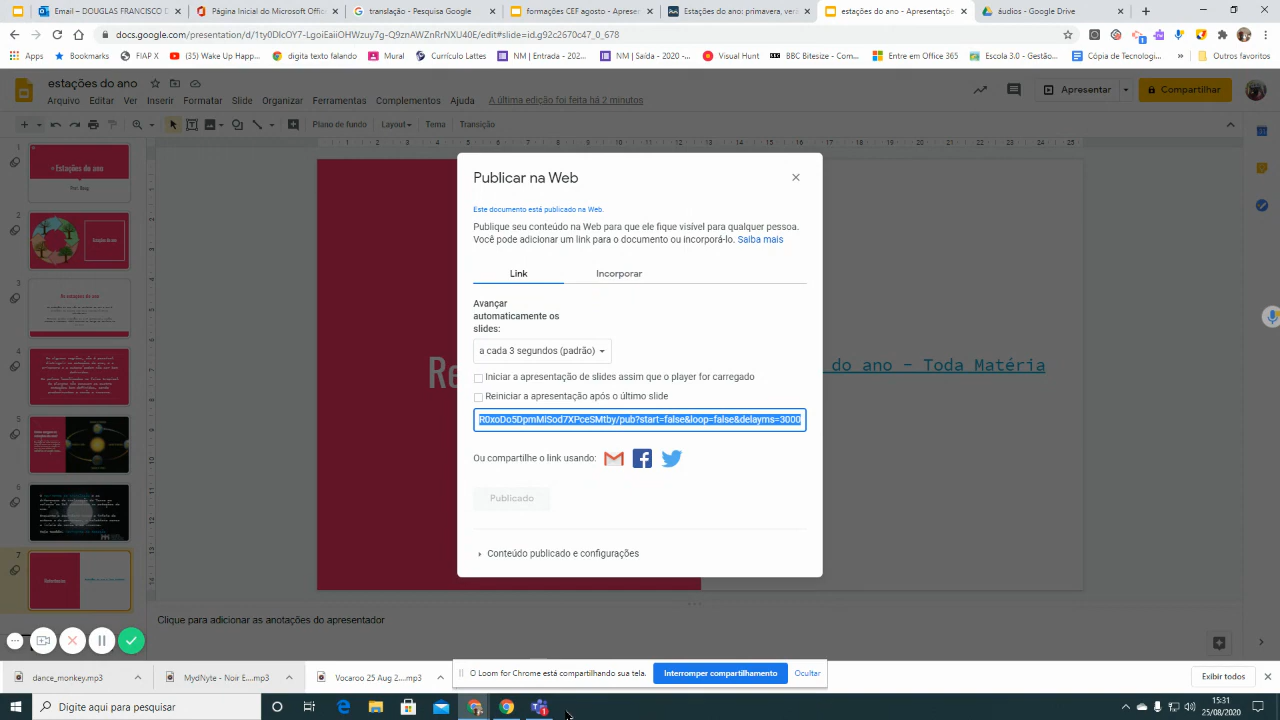 Email – DOUGLAS FRANCISCO D
Página Inicial do Microsoft Office
tradução - Pesquisa Google
formações CEF agosto - Apresen
Estações do ano: primavera, verã
estações do ano - Apresentaçõe
áudios - Google Drive
docs.google.com/presentation/d/1ty0DkCOY7-LgoiEaiiOHWzuy7g-Q9znAWZnRrNXU40E/edit#slide=id.g92c2670c47_0_678
Apps
Bookmarks
FIAP X
(5) Wake Up Happ...
digita texto falando
Mural
Currículo Lattes
NM | Entrada - 202...
NM | Saída - 2020 -...
Visual Hunt
BBC Bitesize - Com...
Entre em Office 365
Escola 3.0 - Gestão...
Cópia de Tecnologi...
Outros favoritos
estações do ano
Arquivo Editar Ver Inserir Formatar Slide Organizar Ferramentas Complementos Ajuda
A última edição foi feita há 2 minutos
Apresentar
Compartilhar
Plano de fundo Layout Tema Transição
Estações do ano
Publicar na Web
Este documento está publicado na Web.
Publique seu conteúdo na Web para que ele fique visível para qualquer pessoa.
Você pode adicionar um link para o documento ou incorporá-lo. Saiba mais
Link
Incorporar
Avançar
automaticamente os
slides:
a cada 3 segundos (padrão)
Iniciar a apresentação de slides assim que o player for carregado
Reiniciar a apresentação após o último slide
R0xoDo5DpmMiSod7XPceSMtby/pub?start=false&loop=false&delayms=3000
Ou compartilhe o link usando:
Publicado
Conteúdo publicado e configurações
Re
do ano - Toda Matéria
Clique para adicionar as anotações do apresentador
dance_monkey.mp3
MydNyte - Nor E....mp3
Vocaroo 25 Aug 2....mp3
O Loom for Chrome está compartilhando sua tela.
Interromper compartilhamento
Ocultar
Exibir todos
Digite aqui para pesquisar
15:31
25/08/2020